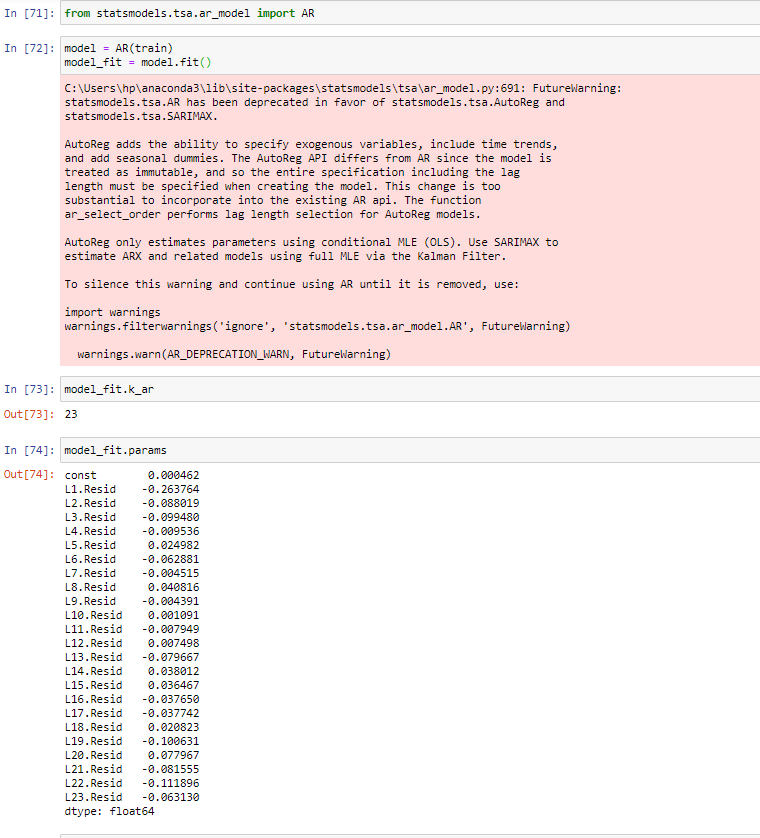 In [71]: from statsmodels.tsa.ar_model import AR
In [72]: model = AR(train)
model_fit = model.fit()
C:\Users\hp\anaconda3\lib\site-packages\statsmodels\tsa\ar_model.py:691: FutureWarning:
statsmodels.tsa.AR has been deprecated in favor of statsmodels.tsa.AutoReg and
statsmodels.tsa.SARIMAX.
AutoReg adds the ability to specify exogenous variables, include time trends,
and add seasonal dummies. The AutoReg API differs from AR since the model is
treated as immutable, and so the entire specification including the lag
length must be specified when creating the model. This change is too
substantial to incorporate into the existing AR api. The function
ar_select_order performs lag length selection for AutoReg models.
AutoReg only estimates parameters using conditional MLE (OLS). Use SARIMAX to
estimate ARX and related models using full MLE via the Kalman Filter.
To silence this warning and continue using AR until it is removed, use:
import warnings
warnings.filterwarnings('ignore', 'statsmodels.tsa.ar_model.AR', FutureWarning)
warnings.warn(AR_DEPRECATION_WARN, FutureWarning)
In [73]: model_fit.k_ar
Out[73]: 23
In [74]: model_fit.params
Out[74]: const 0.000462
L1.Resid -0.263764
L2.Resid -0.088019
L3.Resid -0.099480
L4.Resid -0.009536
L5.Resid 0.024982
L6.Resid -0.062881
L7.Resid -0.004515
L8.Resid 0.040816
L9.Resid -0.004391
L10.Resid 0.001091
L11.Resid -0.007949
L12.Resid 0.007498
L13.Resid -0.079667
L14.Resid 0.038012
L15.Resid 0.036467
L16.Resid -0.037650
L17.Resid -0.037742
L18.Resid 0.020823
L19.Resid -0.100631
L20.Resid 0.077967
L21.Resid -0.081555
L22.Resid -0.111896
L23.Resid -0.063130
dtype: float64